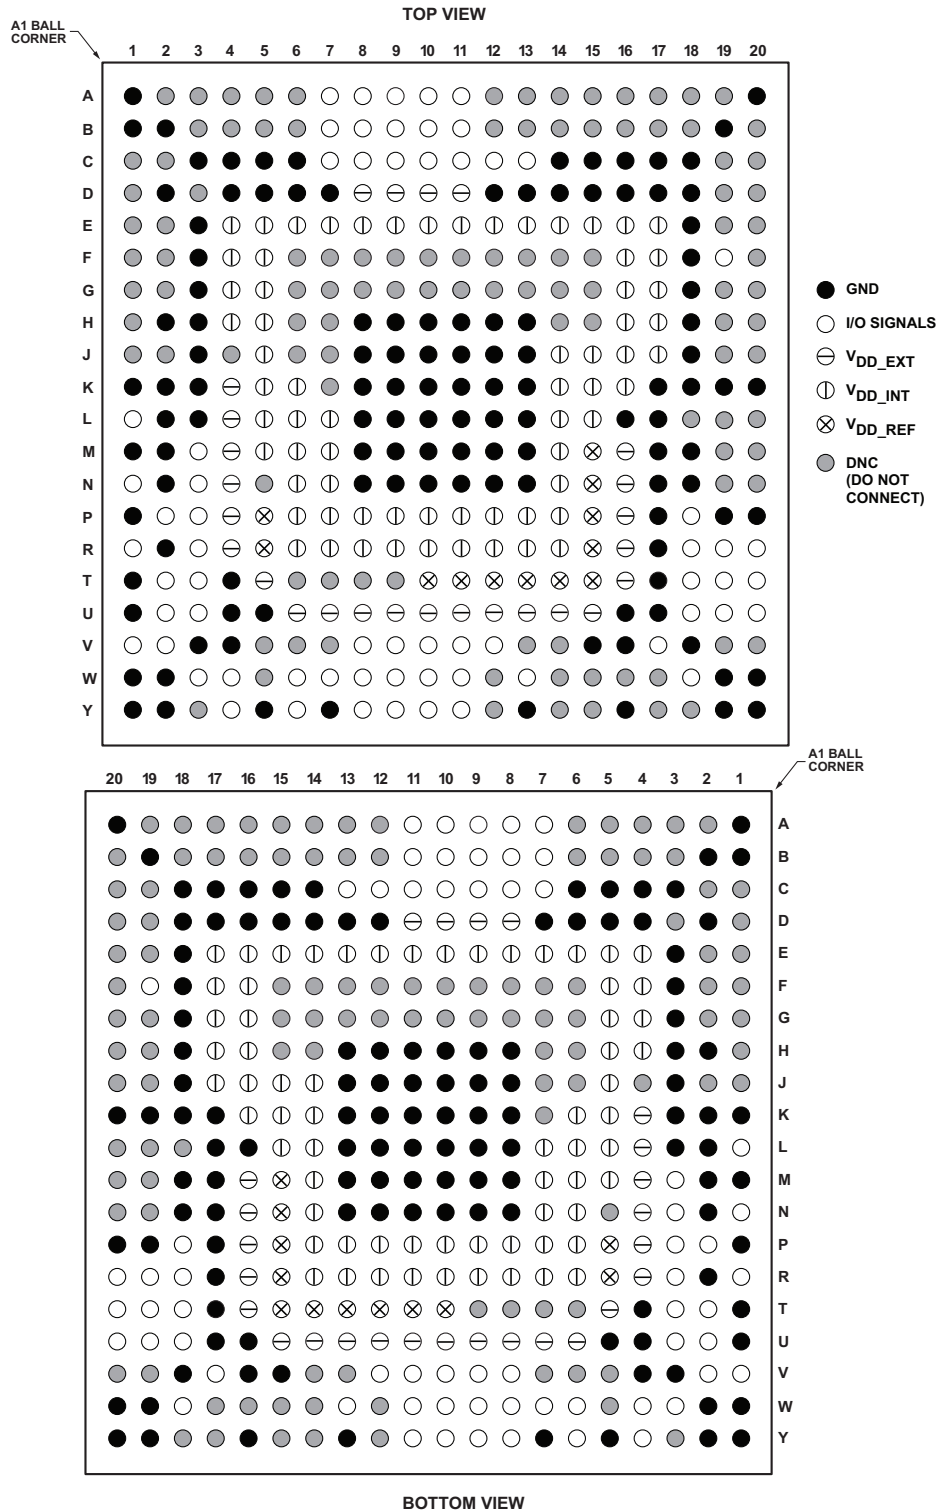 TOP VIEW
A1 BALL
CORNER
1 2 3 4 5 6 7 8 9 10 11 12 13 14 15 16 17 18 19 20
A
B
C
D
E
F
G
H
J
K
L
M
N
P
R
T
U
V
W
Y
GND
I/O SIGNALS
VDD_EXT
VDD_INT
VDD_REF
DNC
(DO NOT
CONNECT)
A1 BALL
CORNER
20 19 18 17 16 15 14 13 12 11 10 9 8 7 6 5 4 3 2 1
A
B
C
D
E
F
G
H
J
K
L
M
N
P
R
T
U
V
W
Y
BOTTOM VIEW